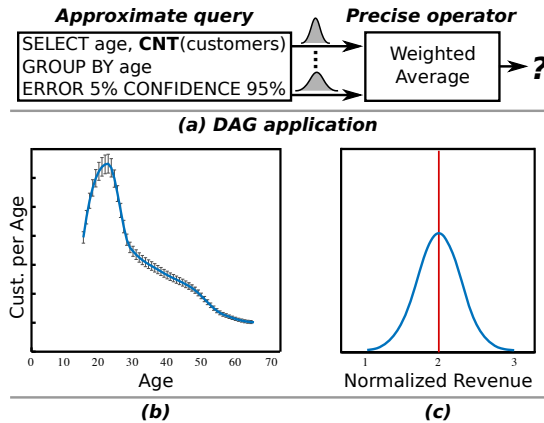 Approximate query
Precise operator
SELECT age, CNT(customers)
GROUP BY age
ERROR 5% CONFIDENCE 95%
Weighted
Average
?
(a) DAG application
Cust. per Age
0 10 20 30 40 50 60 70
Age
(b)
1 2 3
Normalized Revenue
(c)